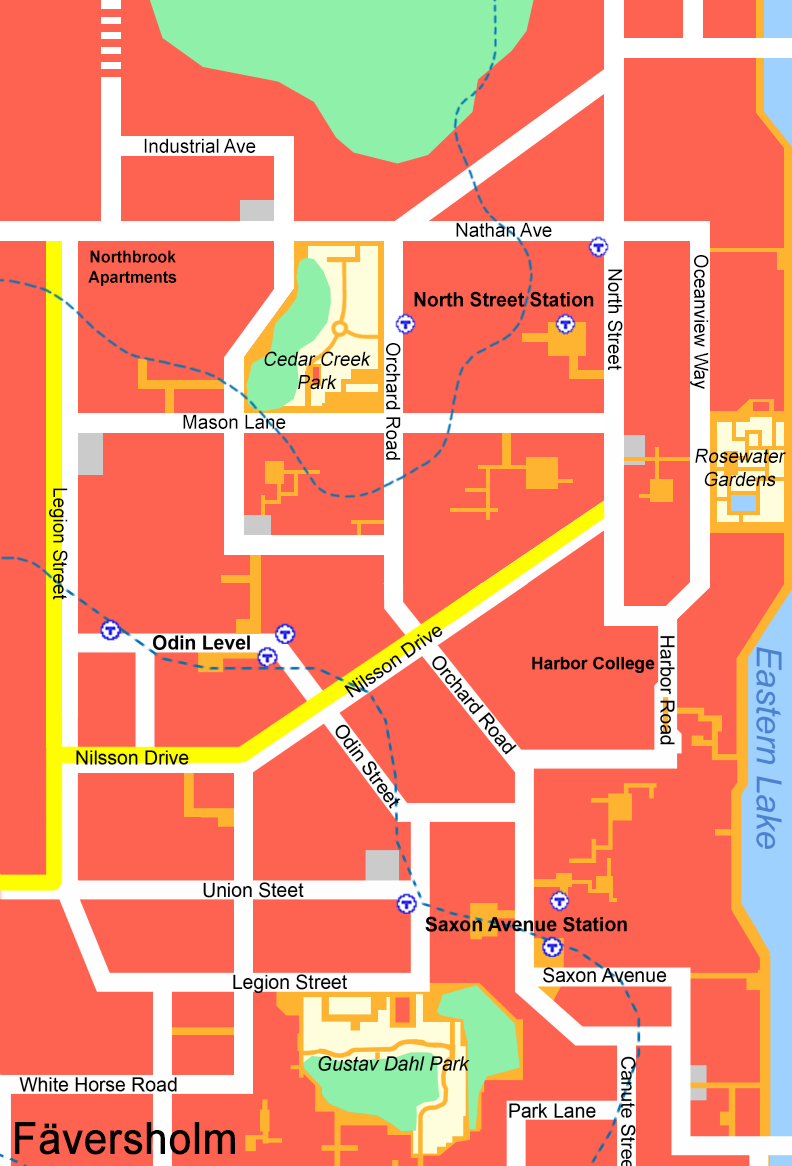 Industrial Ave
Nathan Ave
Northbrook
Apartments
North Street Station
North Street
Oceanview Way
Cedar Creek
Park
Orchard Road
Mason Lane
Rosewater
Gardens
Legion Street
Odin Level
Nilsson Drive
Orchard Road
Harbor College
Harbor Road
Eastern Lake
Nilsson Drive
Odin Street
Union Steet
Saxon Avenue Station
Saxon Avenue
Legion Street
Gustav Dahl Park
White Horse Road
Park Lane
Canute Stree
Fäversholm